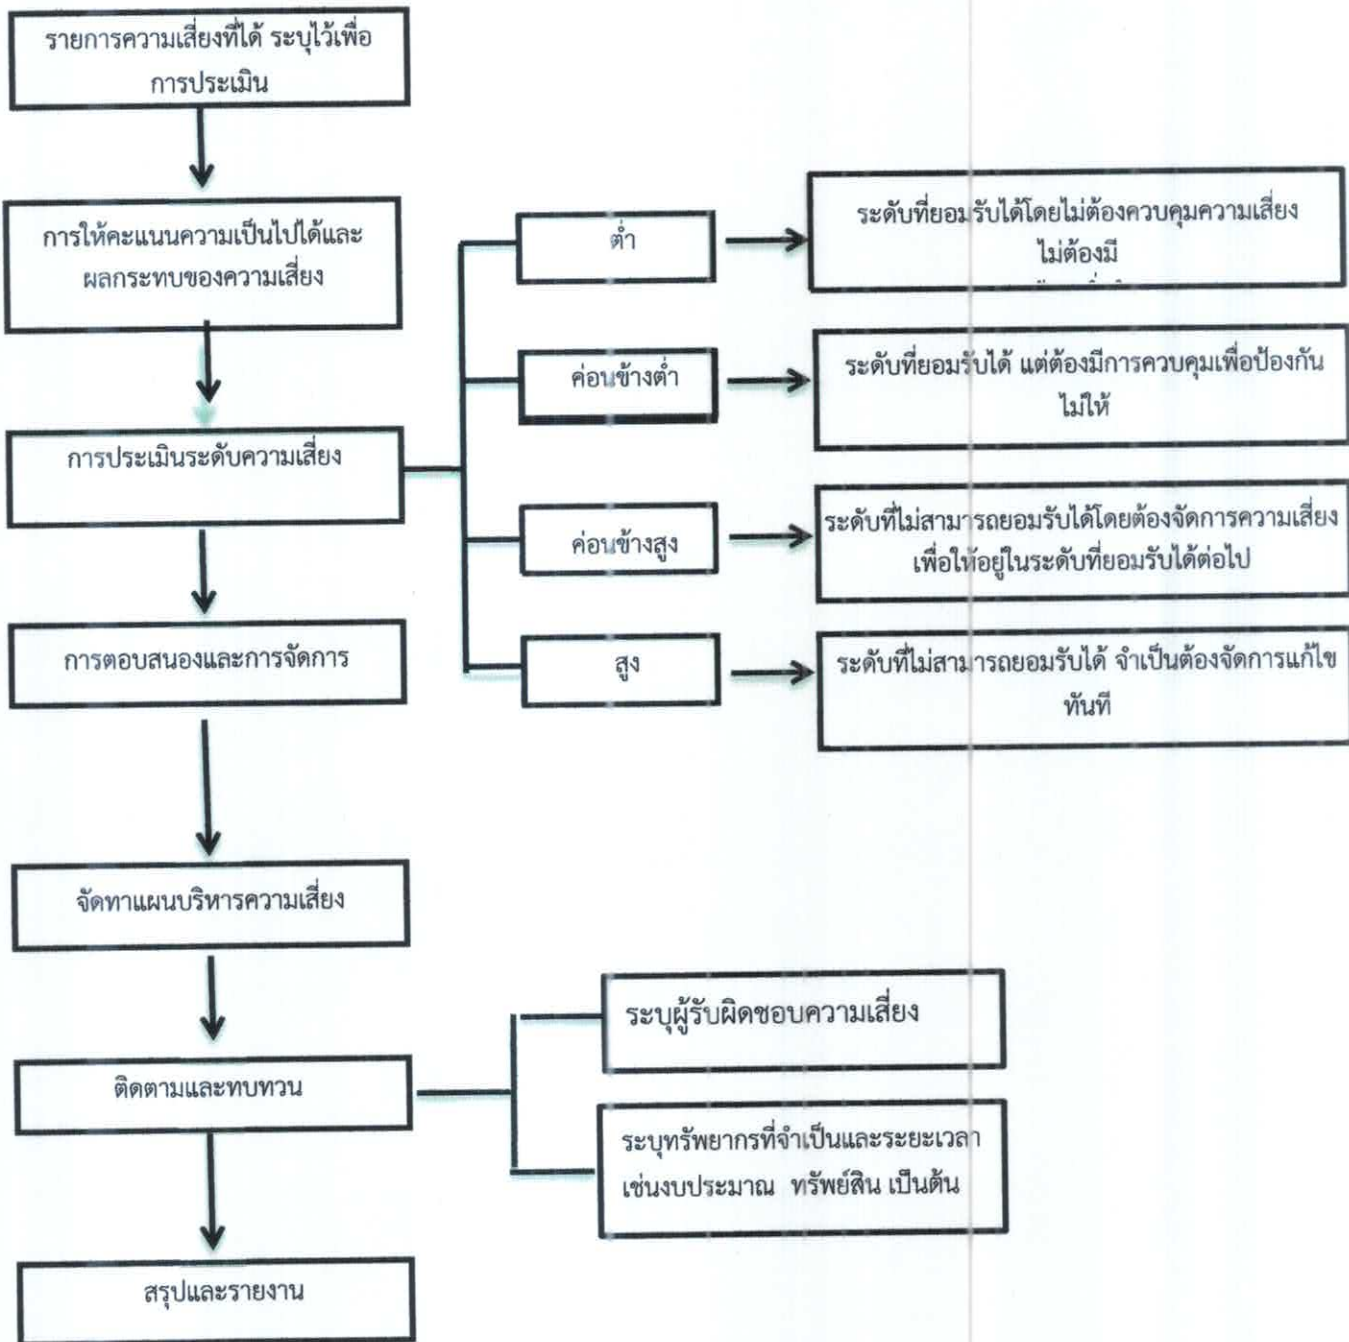 รายการความเสี่ยงที่ได้ ระบุไว้เพื่อ
การประเมิน
การให้คะแนนความเป็นไปได้และ
ผลกระทบของความเสี่ยง
การประเมินระดับความเสี่ยง
ต่ำ
ระดับที่ยอมรับได้โดยไม่ต้องควบคุมความเสี่ยง
ไม่ต้องมี
ค่อนข้างต่ำ
ระดับที่ยอมรับได้ แต่ต้องมีการควบคุมเพื่อป้องกัน
ไม่ให้
ค่อนข้างสูง
ระดับที่ไม่สามารถยอมรับได้โดยต้องจัดการความเสี่ยง
เพื่อให้อยู่ในระดับที่ยอมรับได้ต่อไป
สูง
ระดับที่ไม่สามารถยอมรับได้ จำเป็นต้องจัดการแก้ไข
ทันที
การตอบสนองและการจัดการ
จัดทาแผนบริหารความเสี่ยง
ติดตามและทบทวน
ระบุผู้รับผิดชอบความเสี่ยง
ระบุทรัพยากรที่จำเป็นและระยะเวลา
เช่นงบประมาณ ทรัพย์สิน เป็นต้น
สรุปและรายงาน